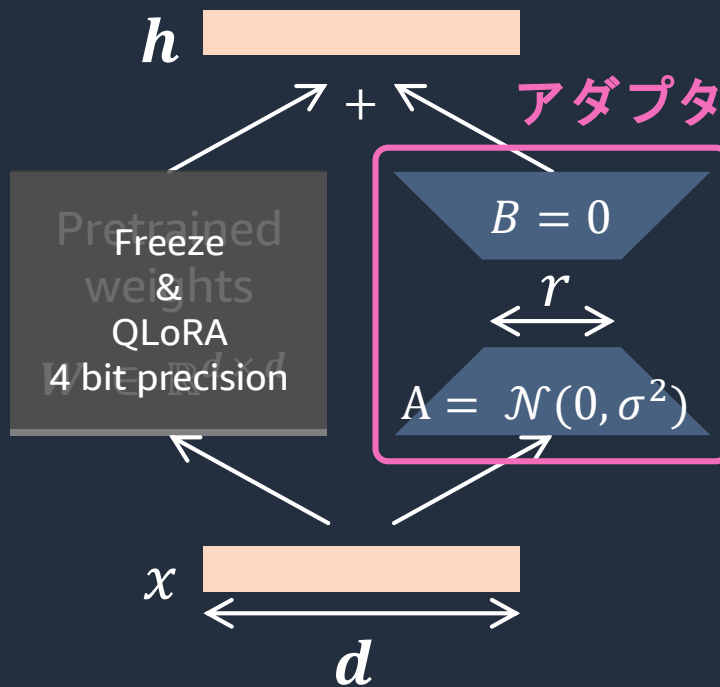 h
+
アダプタ
Pretrained
weights
W ∈ ℝ^{d×d}
Freeze
&
QLoRA
4 bit precision
B = 0
r
A = 𝒩(0, σ²)
x
d